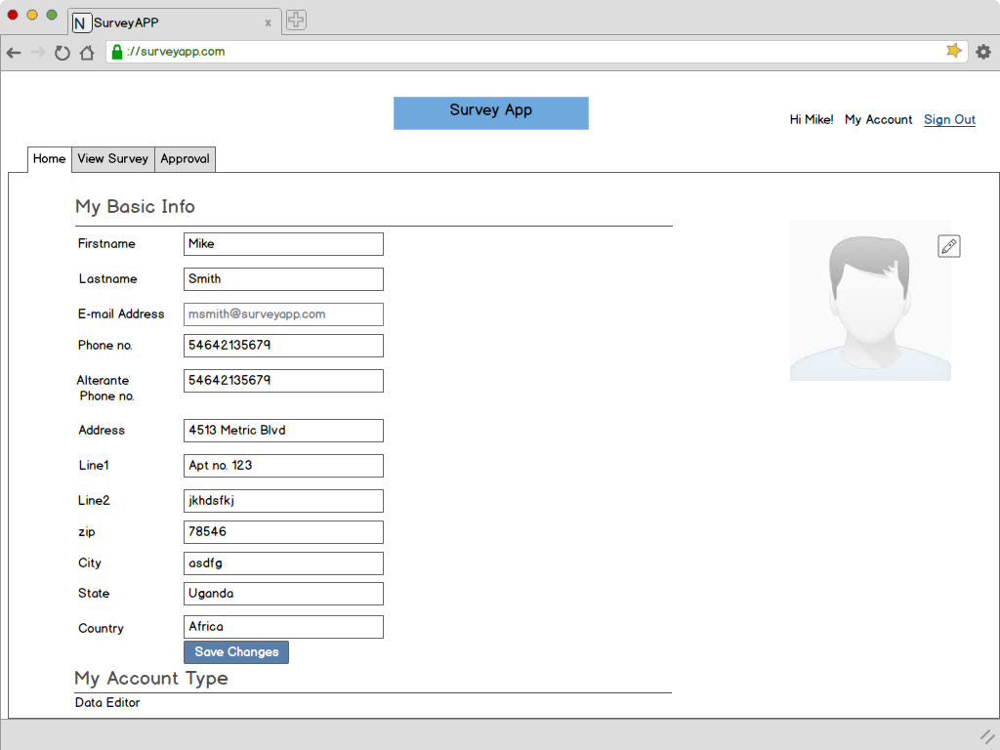 N SurveyAPP x
://surveyapp.com
Survey App
Hi Mike! My Account Sign Out
Home View Survey Approval
My Basic Info
Firstname Mike
Lastname Smith
E-mail Address msmith@surveyapp.com
Phone no. 54642135679
Alterante 54642135679
Phone no.
Address 4513 Metric Blvd
Line1 Apt no. 123
Line2 jkhdsfkj
zip 78546
City asdfg
State Uganda
Country Africa
Save Changes
My Account Type
Data Editor